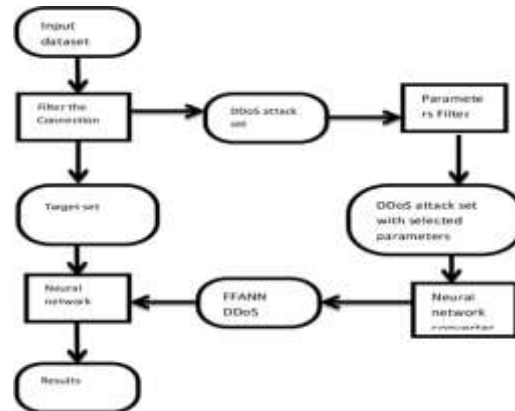 Input
dataset
Filter the
Connection
DDoS attack
set
Paramete
rs Filter
Target set
DDoS attack set
with selected
parameters
Neural
network
FFANN
DDoS
Neural
network
converter
Results